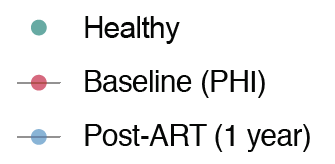 Healthy
Baseline (PHI)
Post-ART (1 year)